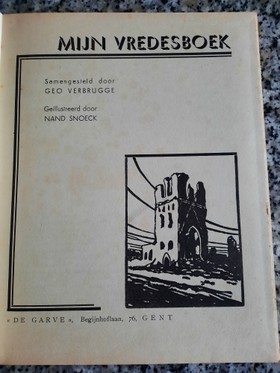 MIJN VREDESBOEK
Samengesteld door
GEO VERBRUGGE
Geïllustreerd door
NAND SNOECK
« DE GARVE », Begijnhoflaan, 76, GENT